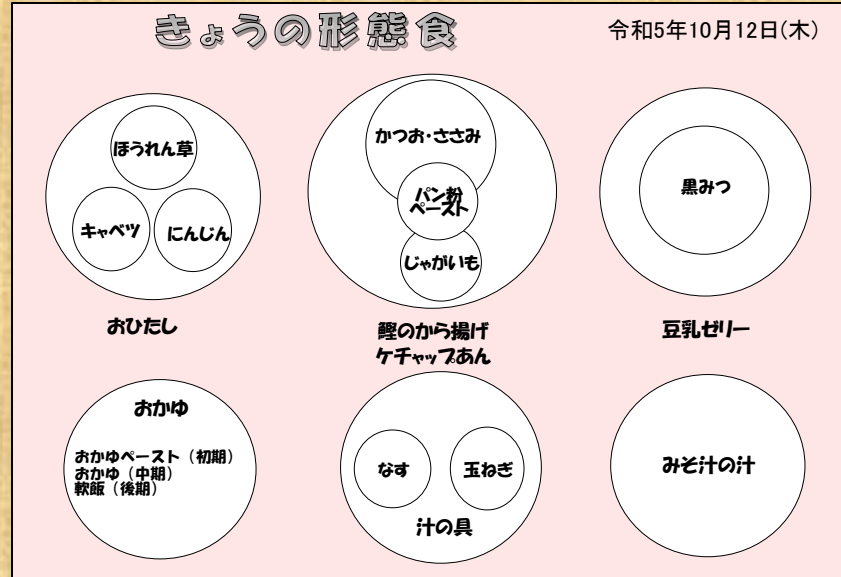 きょうの形態食
令和5年10月12日(木)
ほうれん草
キャベツ
にんじん
おひたし
かつお・ささみ
パン粉
ペースト
じゃがいも
鰹のから揚げ
ケチャップあん
黒みつ
豆乳ゼリー
おかゆ
おかゆペースト（初期）
おかゆ（中期）
軟飯（後期）
なす
玉ねぎ
汁の具
みそ汁の汁